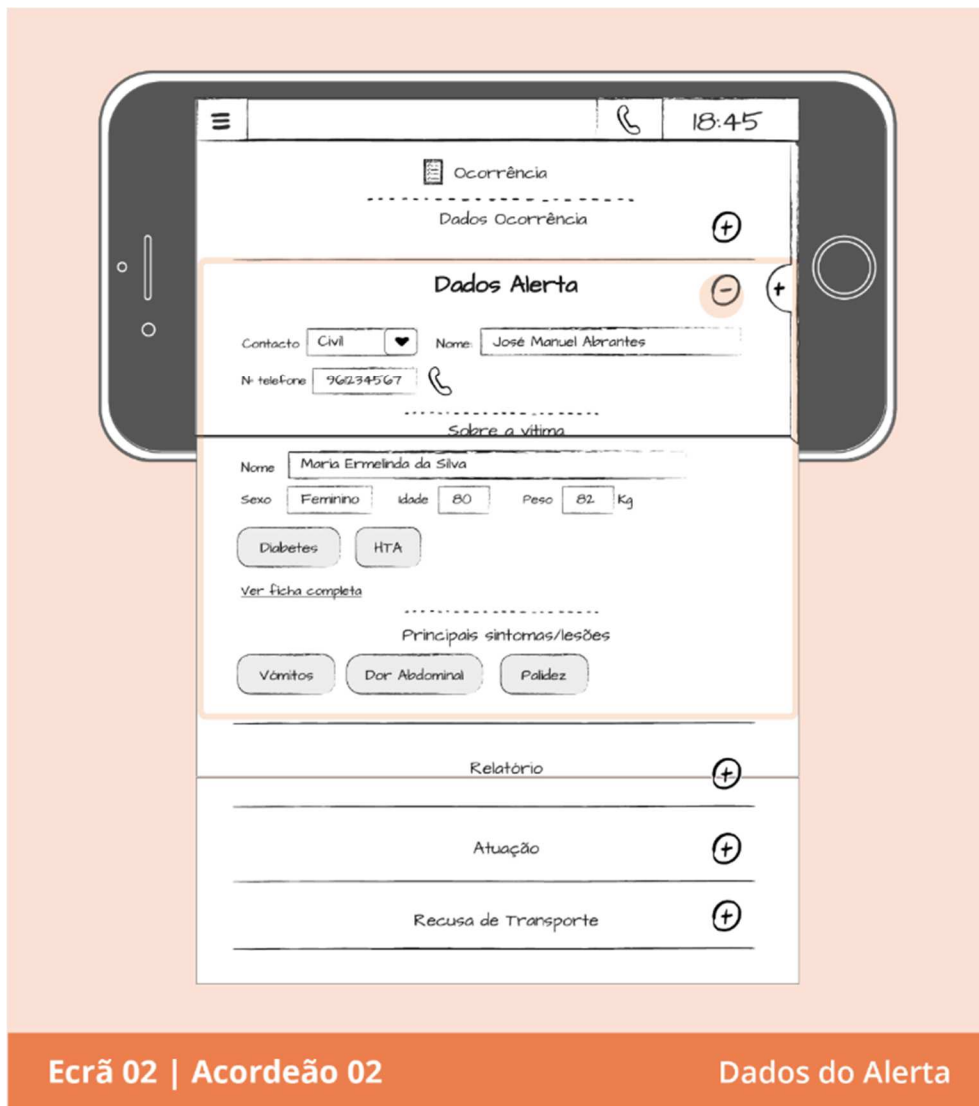 18:45
Ocorrência
Dados Ocorrência
Dados Alerta
Contacto Civil Nome: José Manuel Abrantes
Nº telefone 96234567
Sobre a vítima
Nome Maria Ermelinda da Silva
Sexo Feminino Idade 80 Peso 82 Kg
Diabetes HTA
Ver ficha completa
Principais sintomas/lesões
Vómitos Dor Abdominal Palidez
Relatório
Atuação
Recusa de Transporte
Ecrã 02 | Acordeão 02 Dados do Alerta